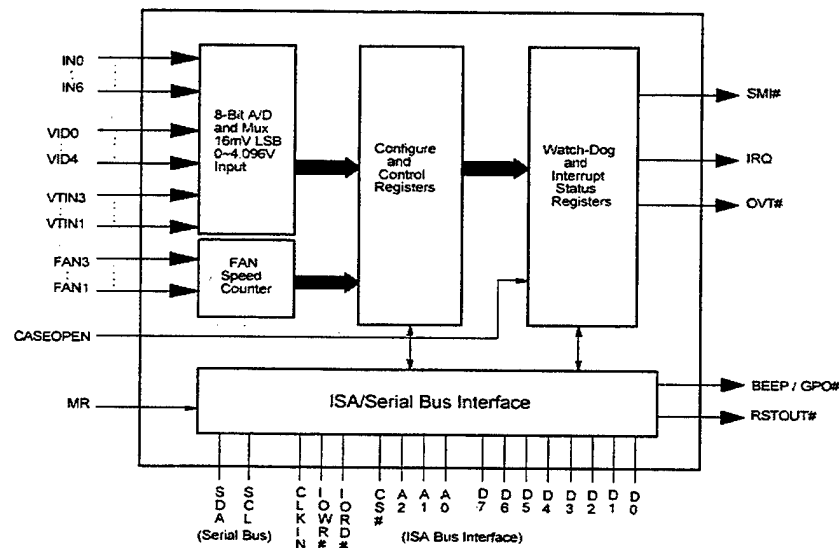 IN0
IN6
VID0
VID4
VTIN3
VTIN1
FAN3
FAN1
CASEOPEN
MR
8-Bit A/D
and Mux
16mV LSB
0~4.096V
Input
FAN
Speed
Counter
Configure
and
Control
Registers
Watch-Dog
and
Interrupt
Status
Registers
SMI#
IRQ
OVT#
BEEP / GPO#
RSTOUT#
ISA/Serial Bus Interface
SDA
SCL
CLKIN
IOWR#
IORD#
CS#
A2
A1
A0
D7
D6
D5
D4
D3
D2
D1
D0
(Serial Bus)
(ISA Bus Interface)